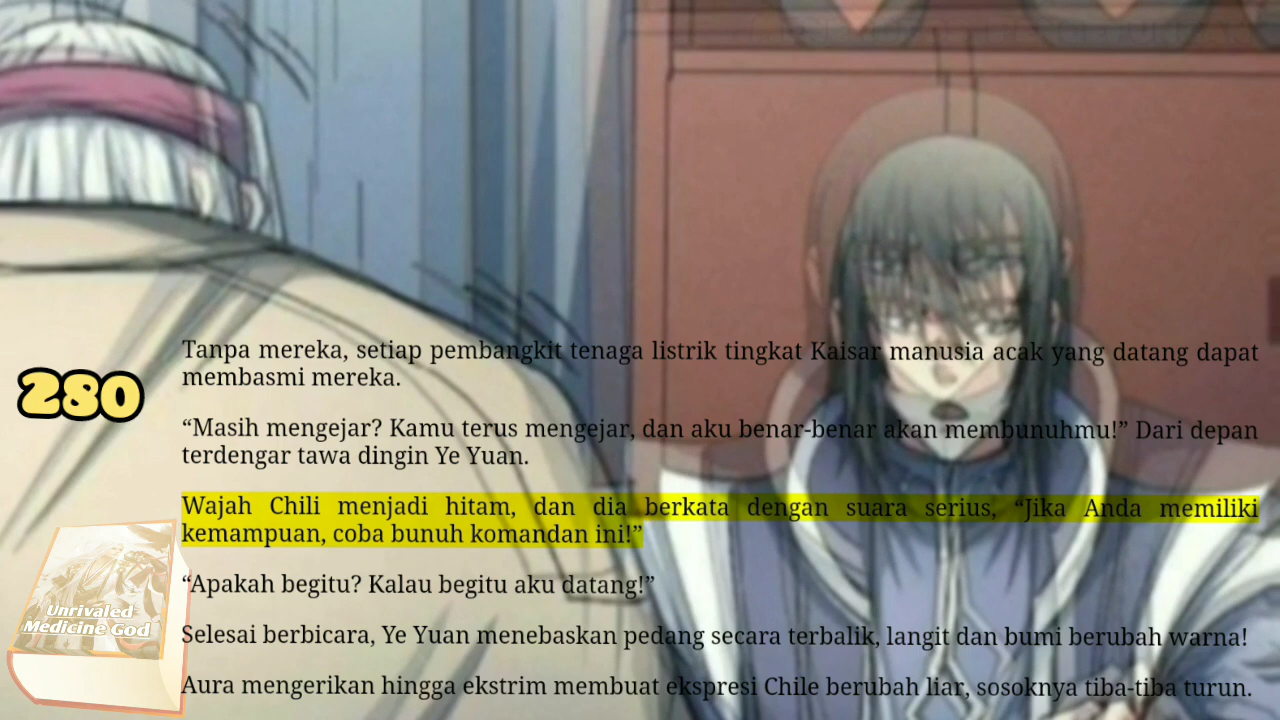 Tanpa mereka, setiap pembangkit tenaga listrik tingkat Kaisar manusia acak yang datang dapat
membasmi mereka.
“Masih mengejar? Kamu terus mengejar, dan aku benar-benar akan membunuhmu!” Dari depan
terdengar tawa dingin Ye Yuan.
280
Wajah Chili menjadi hitam, dan dia berkata dengan suara serius, “Jika Anda memiliki
kemampuan, coba bunuh komandan ini!”
“Apakah begitu? Kalau begitu aku datang!”
Unrivaled
Medicine God
Selesai berbicara, Ye Yuan menebaskan pedang secara terbalik, langit dan bumi berubah warna!
Aura mengerikan hingga ekstrim membuat ekspresi Chile berubah liar, sosoknya tiba-tiba turun.